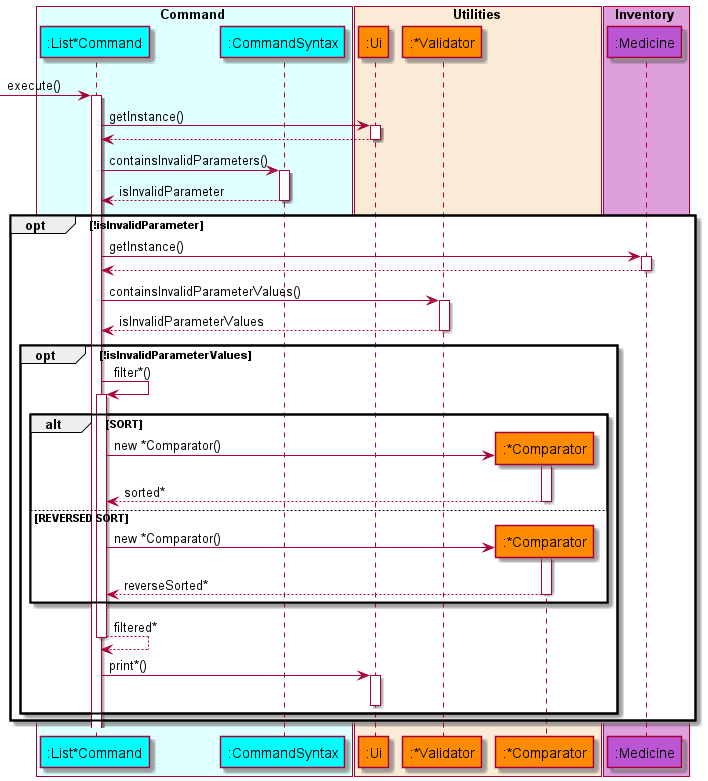 Command Utilities Inventory
:List*Command :CommandSyntax :Ui :*Validator :Medicine
execute()
getInstance()
containsInvalidParameters()
isInvalidParameter
opt [!isInvalidParameter]
getInstance()
containsInvalidParameterValues()
isInvalidParameterValues
opt [!isInvalidParameterValues]
filter*()
alt [SORT]
new *Comparator() :*Comparator
sorted*
[REVERSED SORT]
new *Comparator() :*Comparator
reverseSorted*
filtered*
print*()
:List*Command :CommandSyntax :Ui :*Validator :*Comparator :Medicine